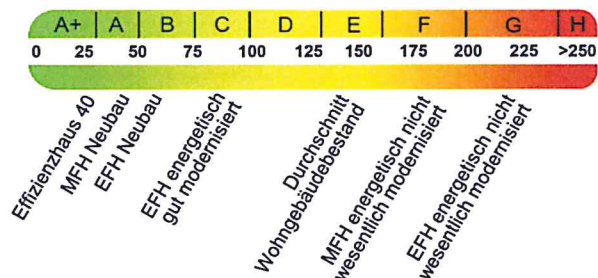 A+ A B C D E F G H
0 25 50 75 100 125 150 175 200 225 >250
Effizienzhaus 40
MFH Neubau
EFH Neubau
EFH energetisch
gut modernisiert
Durchschnitt
Wohngebäudebestand
MFH energetisch nicht
wesentlich modernisiert
EFH energetisch nicht
wesentlich modernisiert